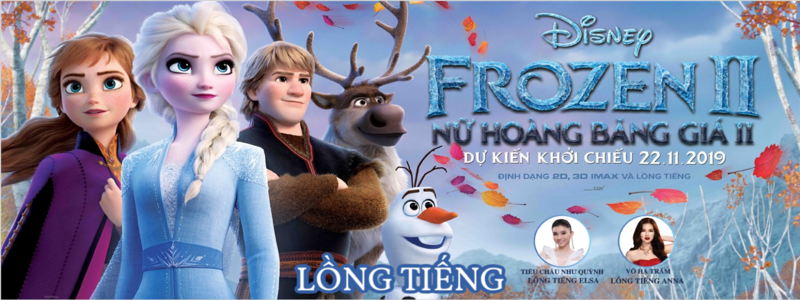 DISNEY
FROZEN II
NỮ HOÀNG BĂNG GIÁ II
DỰ KIẾN KHỞI CHIẾU 22.11.2019
ĐỊNH DẠNG 2D, 3D IMAX VÀ LỒNG TIẾNG
TIÊU CHÂU NHƯ QUỲNH
LỒNG TIẾNG ELSA
VÕ HẠ TRÂM
LỒNG TIẾNG ANNA
LỒNG TIẾNG